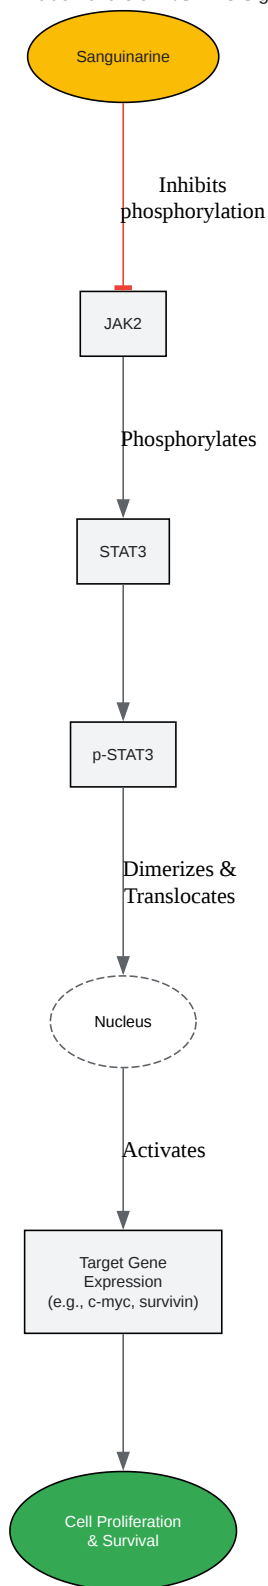 Sanguinarine
Inhibits
phosphorylation
JAK2
Phosphorylates
STAT3
p-STAT3
Dimerizes &
Translocates
Nucleus
Activates
Target Gene
Expression
(e.g., c-myc, survivin)
Cell Proliferation
& Survival